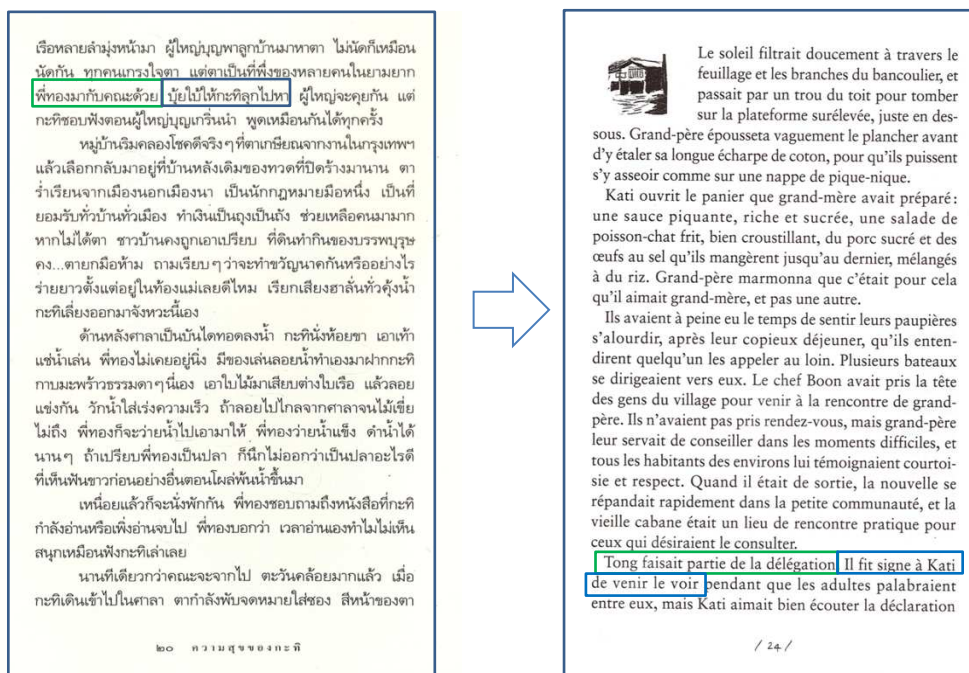 เรือหลายลำมุ่งหน้ามา ผู้ใหญ่บุญพาลูกบ้านมาหาตา ไม่นัดก็เหมือน
นัดกัน ทุกคนเกรงใจตา แต่ตาเป็นที่พึ่งของหลายคนในยามยาก
พี่ทองมากับคณะด้วย บุ้ยใบ้ให้กะทิลุกไปหา ผู้ใหญ่จะคุยกัน แต่
กะทิชอบฟังตอนผู้ใหญ่บุญเกริ่นนำ พูดเหมือนกันได้ทุกครั้ง
หมู่บ้านริมคลองโชคดีจริงๆ ที่ตาเกษียณจากงานในกรุงเทพฯ
แล้วเลือกกลับมาอยู่ที่บ้านหลังเดิมของทวดที่ปิดร้างมานาน ตา
ร่ำเรียนจากเมืองนอกเมืองนา เป็นนักกฎหมายมือหนึ่ง เป็นที่
ยอมรับทั่วบ้านทั่วเมือง ทำเงินเป็นถุงเป็นถัง ช่วยเหลือคนมามาก
หากไม่ได้ตา ชาวบ้านคงถูกเอาเปรียบ ที่ดินทำกินของบรรพบุรุษ
คง...ตายกมือห้าม ถามเรียบๆ ว่าจะทำขวัญนาคกันหรืออย่างไร
ร่ายยาวตั้งแต่อยู่ในท้องแม่เลยดีไหม เรียกเสียงฮาลั่นทั่วคุ้งน้ำ
กะทิเลี่ยงออกมาจังหวะนี้เอง
ด้านหลังศาลาเป็นบันไดทอดลงน้ำ กะทินั่งห้อยขา เอาเท้า
แช่น้ำเล่น พี่ทองไม่เคยอยู่นิ่ง มีของเล่นลอยน้ำทำเองมาฝากกะทิ
กาบมะพร้าวธรรมดาๆ นี่เอง เอาใบไม้มาเสียบต่างใบเรือ แล้วลอย
แข่งกัน วักน้ำใส่เร่งความเร็ว ถ้าลอยไปไกลจากศาลาจนไม้เขี่ย
ไม่ถึง พี่ทองก็จะว่ายน้ำไปเอามาให้ พี่ทองว่ายน้ำแข็ง ดำน้ำได้
นานๆ ถ้าเปรียบพี่ทองเป็นปลา ก็นึกไม่ออกว่าเป็นปลาอะไรดี
ที่เห็นฟันขาวก่อนอย่างอื่นตอนโผล่พ้นน้ำขึ้นมา
เหนื่อยแล้วก็จะนั่งพักกัน พี่ทองชอบถามถึงหนังสือที่กะทิ
กำลังอ่านหรือเพิ่งอ่านจบไป พี่ทองบอกว่า เวลาอ่านเองทำไมไม่เห็น
สนุกเหมือนฟังกะทิเล่าเลย
นานทีเดียวกว่าคณะจะจากไป ตะวันคล้อยมากแล้ว เมื่อ
กะทิเดินเข้าไปในศาลา ตากำลังพับจดหมายใส่ซอง สีหน้าของตา
๒๐ ความสุขของกะทิ
Le soleil filtrait doucement à travers le
feuillage et les branches du bancoulier, et
passait par un trou du toit pour tomber
sur la plateforme surélevée, juste en des-
sous. Grand-père épousseta vaguement le plancher avant
d'y étaler sa longue écharpe de coton, pour qu'ils puissent
s'y asseoir comme sur une nappe de pique-nique.
Kati ouvrit le panier que grand-mère avait préparé :
une sauce piquante, riche et sucrée, une salade de
poisson-chat frit, bien croustillant, du porc sucré et des
œufs au sel qu'ils mangèrent jusqu'au dernier, mélangés
à du riz. Grand-père marmonna que c'était pour cela
qu'il aimait grand-mère, et pas une autre.
Ils avaient à peine eu le temps de sentir leurs paupières
s'alourdir, après leur copieux déjeuner, qu'ils enten-
dirent quelqu'un les appeler au loin. Plusieurs bateaux
se dirigeaient vers eux. Le chef Boon avait pris la tête
des gens du village pour venir à la rencontre de grand-
père. Ils n'avaient pas pris rendez-vous, mais grand-père
leur servait de conseiller dans les moments difficiles, et
tous les habitants des environs lui témoignaient courtoi-
sie et respect. Quand il était de sortie, la nouvelle se
répandait rapidement dans la petite communauté, et la
vieille cabane était un lieu de rencontre pratique pour
ceux qui désiraient le consulter.
Tong faisait partie de la délégation. Il fit signe à Kati
de venir le voir pendant que les adultes palabraient
entre eux, mais Kati aimait bien écouter la déclaration
/ 24 /